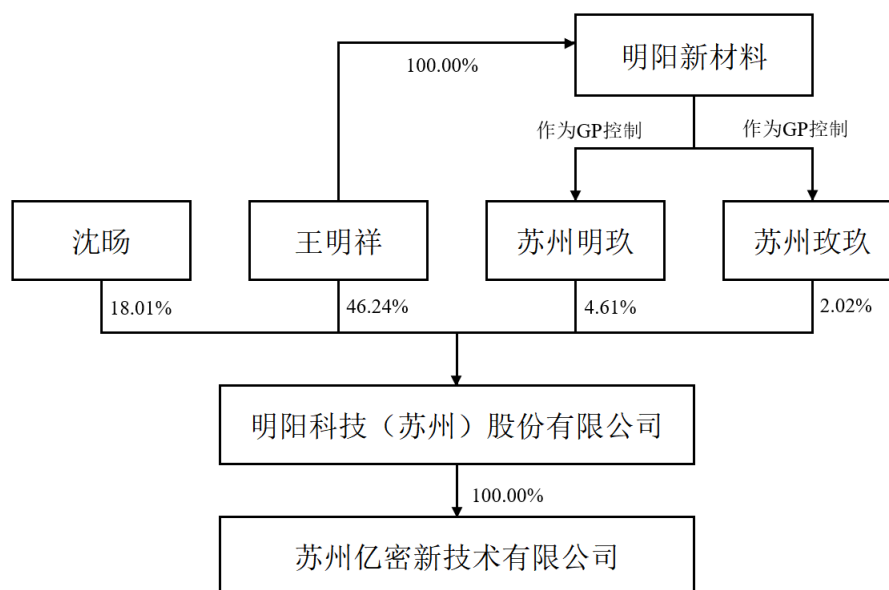 明阳新材料
100.00%
作为GP控制
作为GP控制
沈旸
王明祥
苏州明玖
苏州玫玖
18.01%
46.24%
4.61%
2.02%
明阳科技（苏州）股份有限公司
100.00%
苏州亿密新技术有限公司